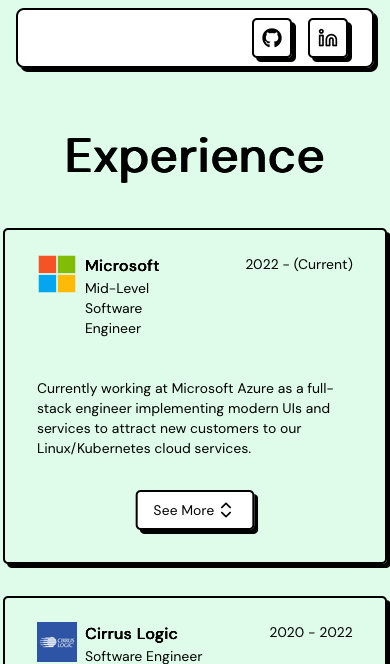 Experience
Microsoft
2022 - (Current)
Mid-Level
Software
Engineer
Currently working at Microsoft Azure as a full-
stack engineer implementing modern UIs and
services to attract new customers to our
Linux/Kubernetes cloud services.
See More
CIRRUS
LOGIC
Cirrus Logic
2020 - 2022
Software Engineer